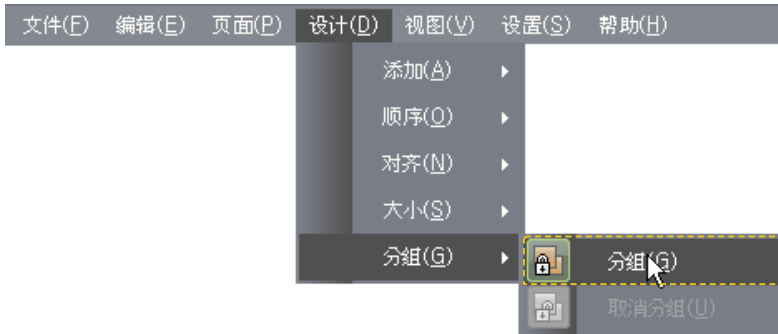 文件(F) 编辑(E) 页面(P) 设计(D) 视图(V) 设置(S) 帮助(H)
添加(A)
顺序(O)
对齐(N)
大小(S)
分组(G) 分组(G)
取消分组(U)